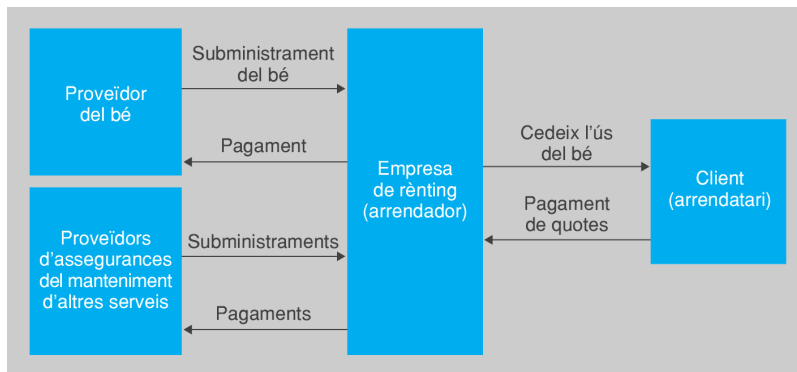 Proveïdor
del bé
Subministrament
del bé
Pagament
Proveïdors
d'assegurances
del manteniment
d'altres serveis
Subministraments
Pagaments
Empresa
de rènting
(arrendador)
Cedeix l'ús
del bé
Pagament
de quotes
Client
(arrendatari)